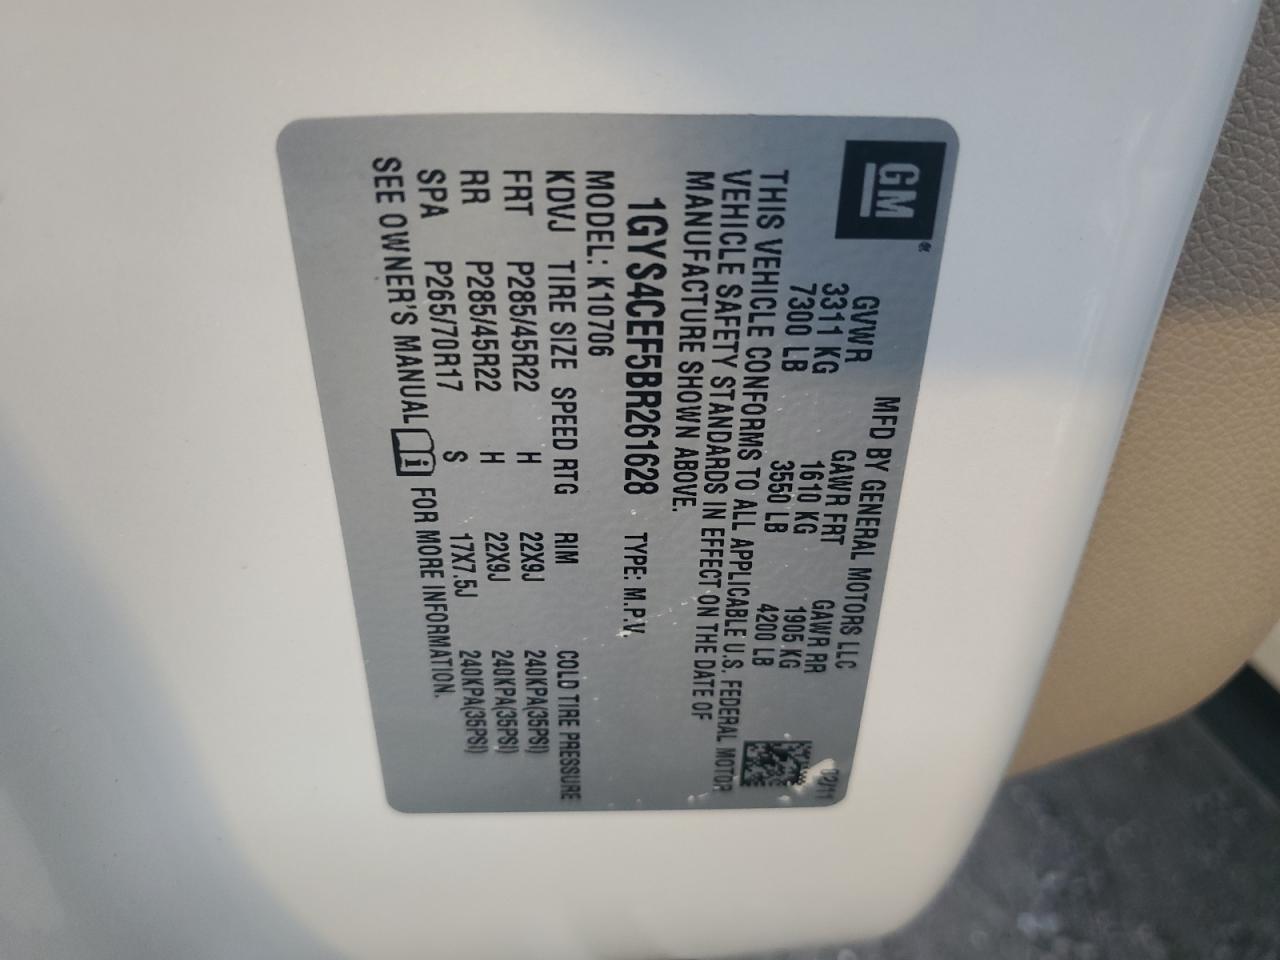 GM
MFD BY GENERAL MOTORS LLC
02/11
GVWR GAWR FRT GAWR RR
3311 KG 1610 KG 1905 KG
7300 LB 3550 LB 4200 LB
THIS VEHICLE CONFORMS TO ALL APPLICABLE U.S. FEDERAL MOTOR
VEHICLE SAFETY STANDARDS IN EFFECT ON THE DATE OF
MANUFACTURE SHOWN ABOVE.
1GYS4CEF5BR261628 TYPE: M.P.V.
MODEL: K10706
KDVJ TIRE SIZE SPEED RTG RIM COLD TIRE PRESSURE
FRT P285/45R22 H 22X9J 240KPA(35PSI)
RR P285/45R22 H 22X9J 240KPA(35PSI)
SPA P265/70R17 S 17X7.5J 240KPA(35PSI)
SEE OWNER'S MANUAL i FOR MORE INFORMATION.